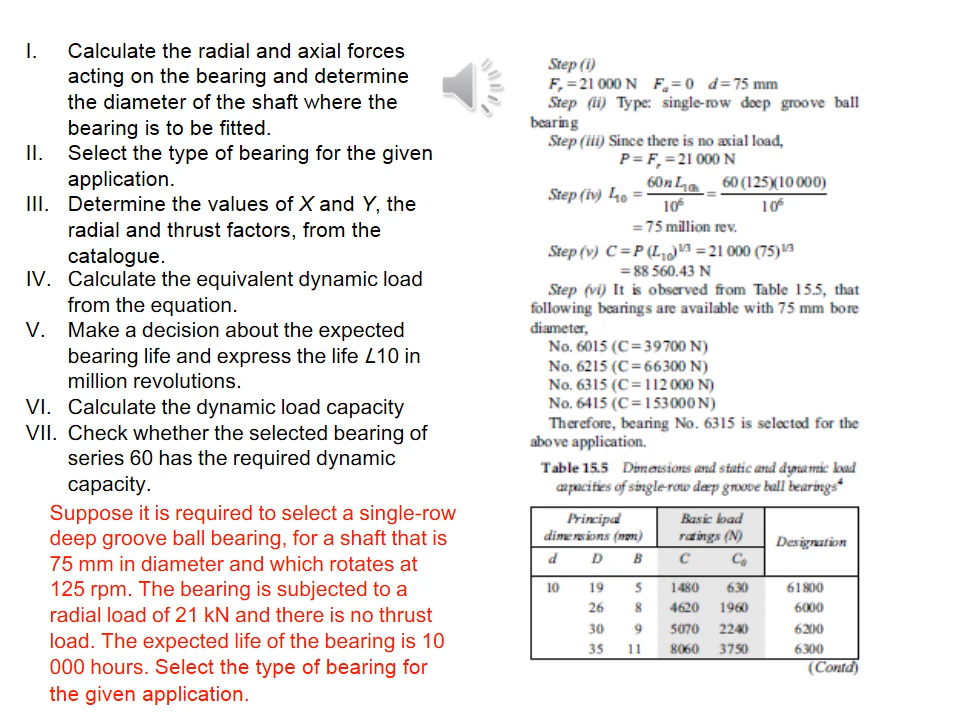 I. Calculate the radial and axial forces
acting on the bearing and determine
the diameter of the shaft where the
bearing is to be fitted.
II. Select the type of bearing for the given
application.
III. Determine the values of X and Y, the
radial and thrust factors, from the
catalogue.
IV. Calculate the equivalent dynamic load
from the equation.
V. Make a decision about the expected
bearing life and express the life L10 in
million revolutions.
VI. Calculate the dynamic load capacity
VII. Check whether the selected bearing of
series 60 has the required dynamic
capacity.
Suppose it is required to select a single-row
deep groove ball bearing, for a shaft that is
75 mm in diameter and which rotates at
125 rpm. The bearing is subjected to a
radial load of 21 kN and there is no thrust
load. The expected life of the bearing is 10
000 hours. Select the type of bearing for
the given application.
Step (i)
Fr = 21 000 N Fa = 0 d = 75 mm
Step (ii) Type: single-row deep groove ball
bearing
Step (iii) Since there is no axial load,
P = Fr = 21 000 N
Step (iv) L10 = 60n L10h / 10⁶ = 60 (125)(10 000) / 10⁶
= 75 million rev.
Step (v) C = P (L10)1/3 = 21 000 (75)1/3
= 88 560.43 N
Step (vi) It is observed from Table 15.5, that
following bearings are available with 75 mm bore
diameter,
No. 6015 (C = 39700 N)
No. 6215 (C = 66300 N)
No. 6315 (C = 112 000 N)
No. 6415 (C = 153000 N)
Therefore, bearing No. 6315 is selected for the
above application.
Table 15.5 Dimensions and static and dynamic load
capacities of single-row deep groove ball bearings⁴
Principal dimensions (mm) Basic load ratings (N) Designation
d D B C C0
10 19 5 1480 630 61800
26 8 4620 1960 6000
30 9 5070 2240 6200
35 11 8060 3750 6300
(Contd)